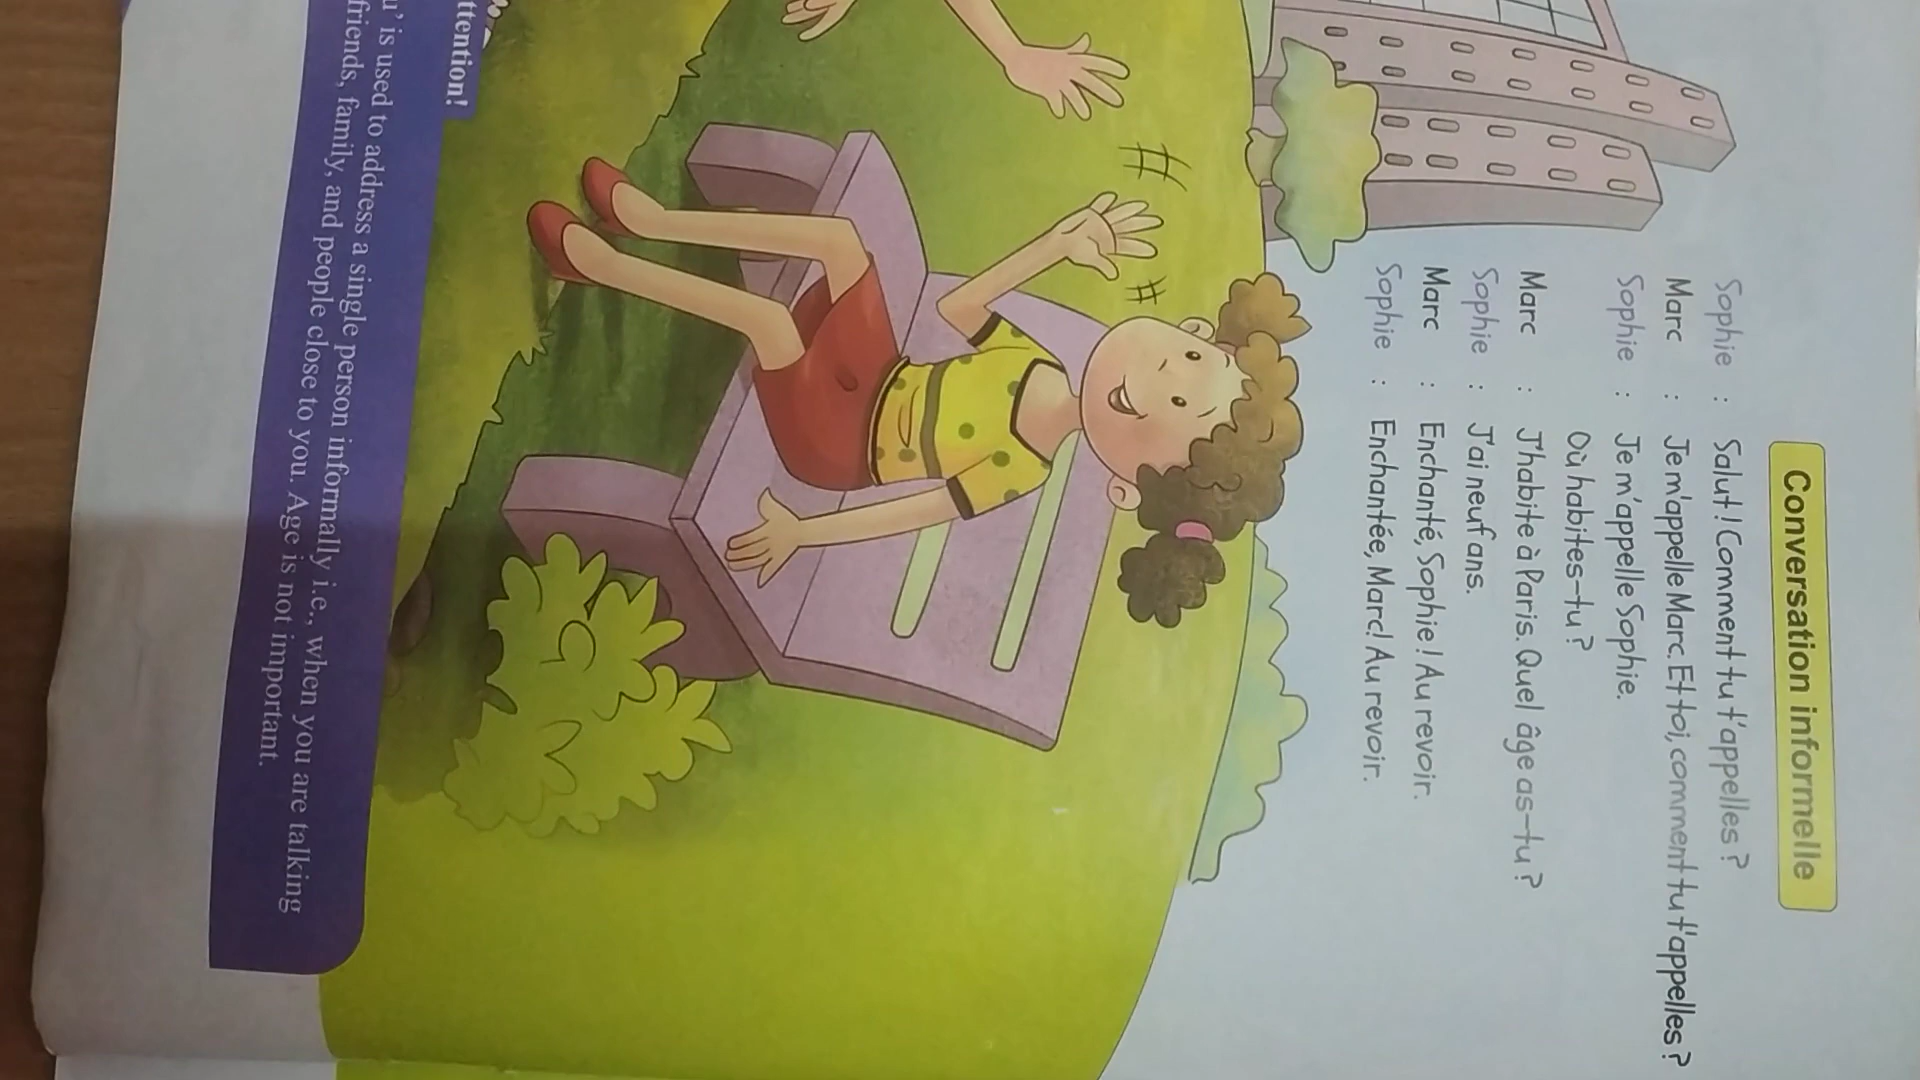 Conversation informelle
Sophie : Salut! Comment tu t'appelles?
Marc : Je m'appelle Marc. Et toi, comment tu t'appelles?
Sophie : Je m'appelle Sophie.
Où habites-tu?
Marc : J'habite à Paris. Quel âge as-tu?
Sophie : J'ai neuf ans.
Marc : Enchanté, Sophie! Au revoir.
Sophie : Enchantée, Marc! Au revoir.
ttention!
u' is used to address a single person informally i.e., when you are talking
friends, family, and people close to you. Age is not important.